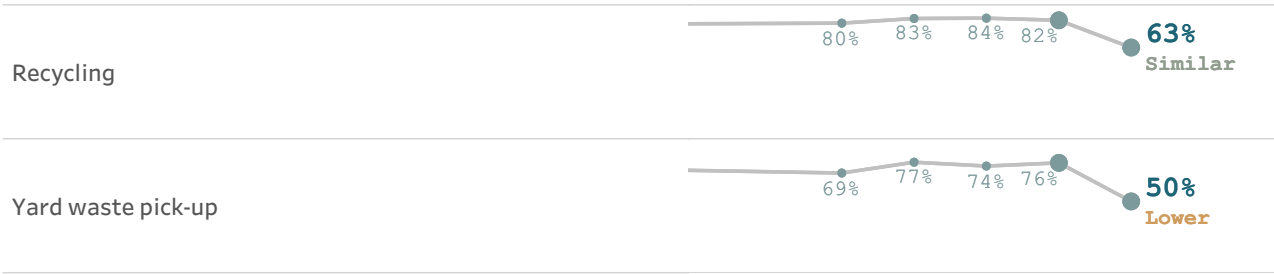 80% 83% 84% 82% 63%
Similar
Recycling
69% 77% 74% 76% 50%
Lower
Yard waste pick-up